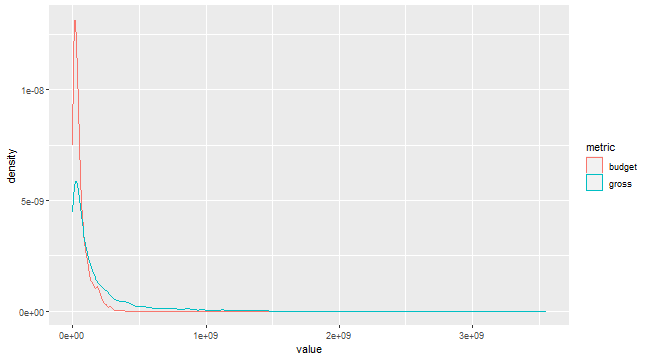 1e-08
5e-09
0e+00
density
0e+00
1e+09
2e+09
3e+09
value
metric
budget
gross